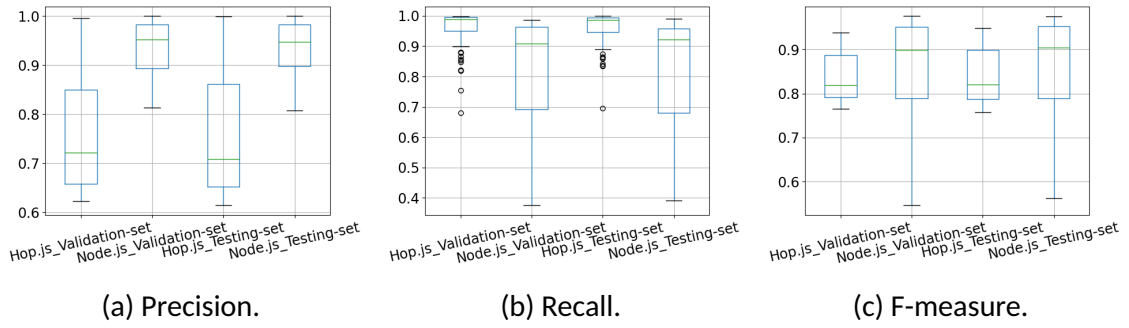 1.0
0.9
0.8
0.7
0.6
Hop.js_Validation-set
Node.js_Validation-set
Hop.js_Testing-set
Node.js_Testing-set
(a) Precision.
1.0
0.9
0.8
0.7
0.6
0.5
0.4
Hop.js_Validation-set
Node.js_Validation-set
Hop.js_Testing-set
Node.js_Testing-set
(b) Recall.
0.9
0.8
0.7
0.6
Hop.js_Validation-set
Node.js_Validation-set
Hop.js_Testing-set
Node.js_Testing-set
(c) F-measure.